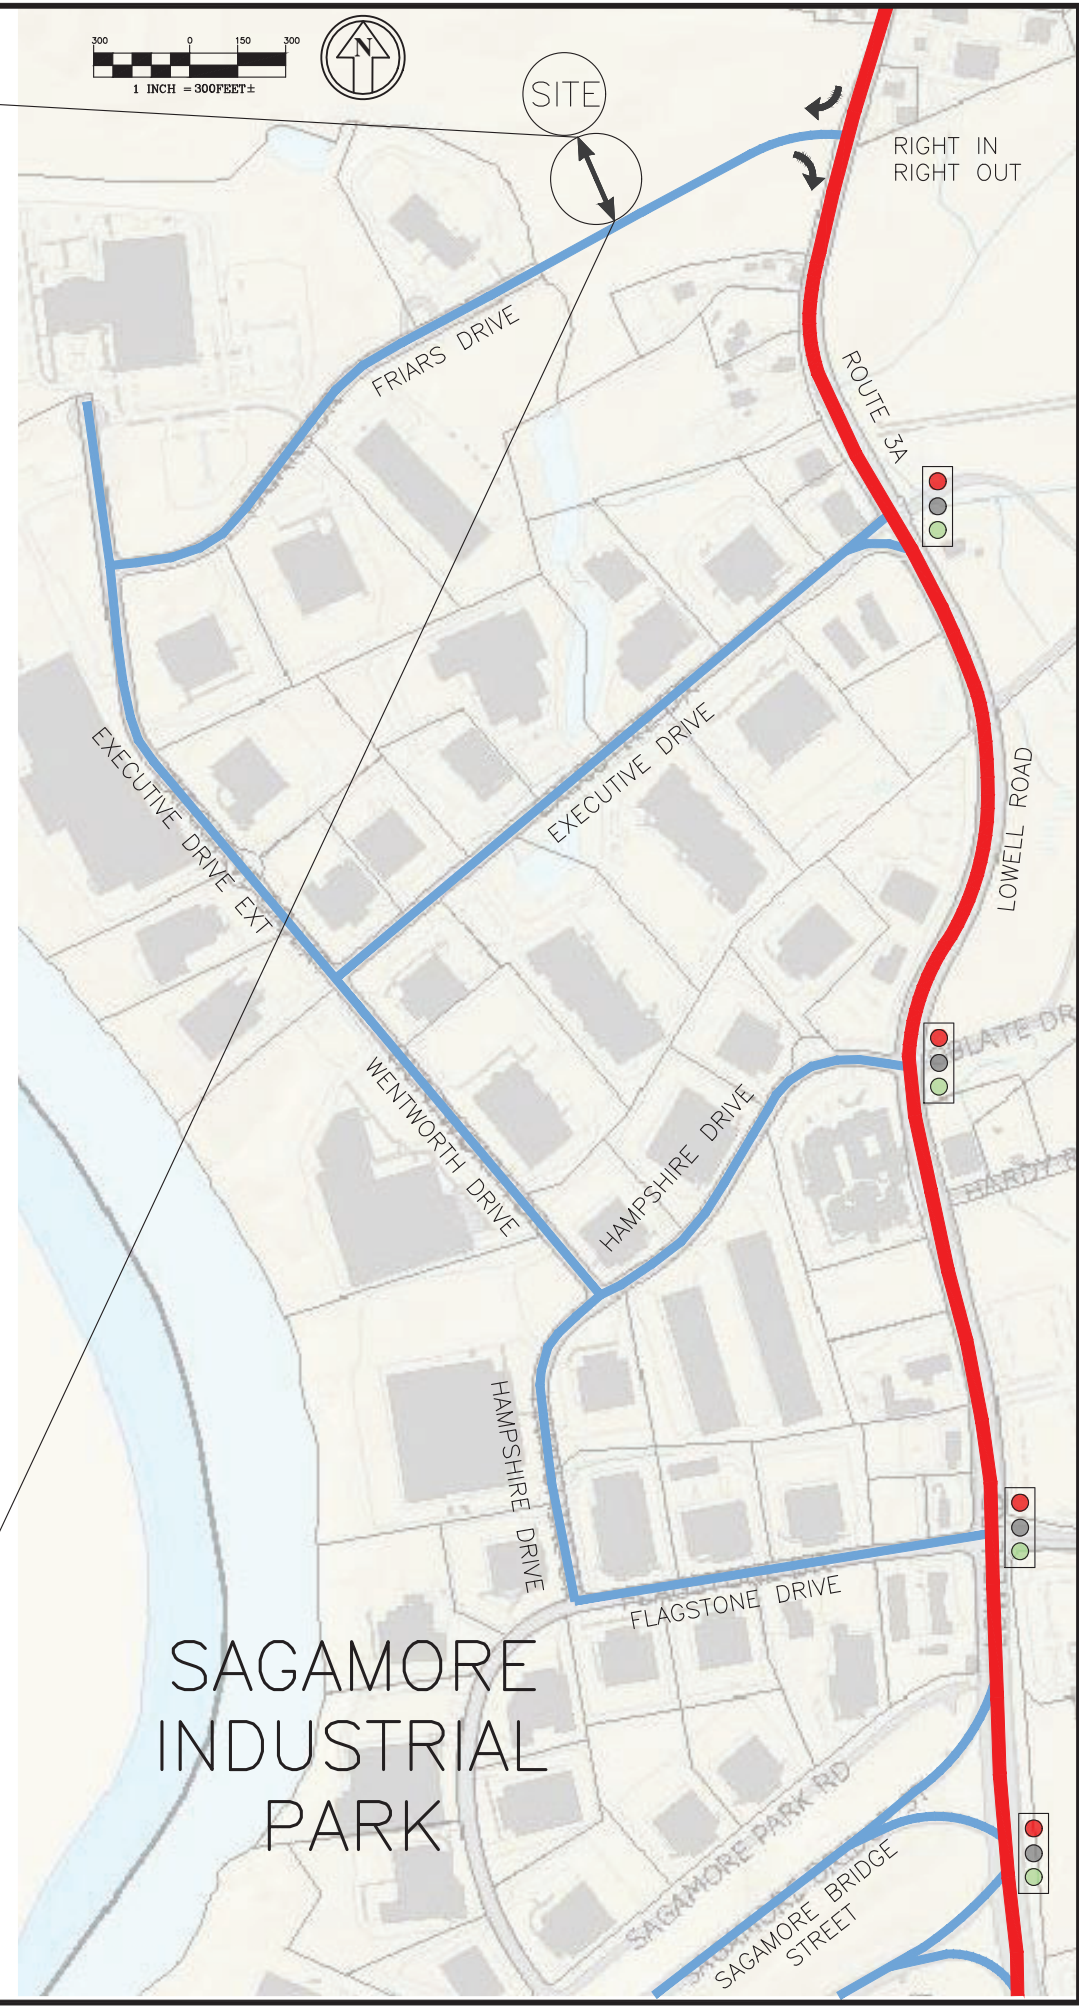 300 0 150 300
1 INCH = 300FEET±
N
SITE
RIGHT IN
RIGHT OUT
FRIARS DRIVE
ROUTE 3A
EXECUTIVE DRIVE
EXECUTIVE DRIVE EXT
LOWELL ROAD
WENTWORTH DRIVE
HAMPSHIRE DRIVE
HAMPSHIRE DRIVE
FLAGSTONE DRIVE
SAGAMORE
INDUSTRIAL
PARK
SAGAMORE PARK RD
SAGAMORE BRIDGE
STREET